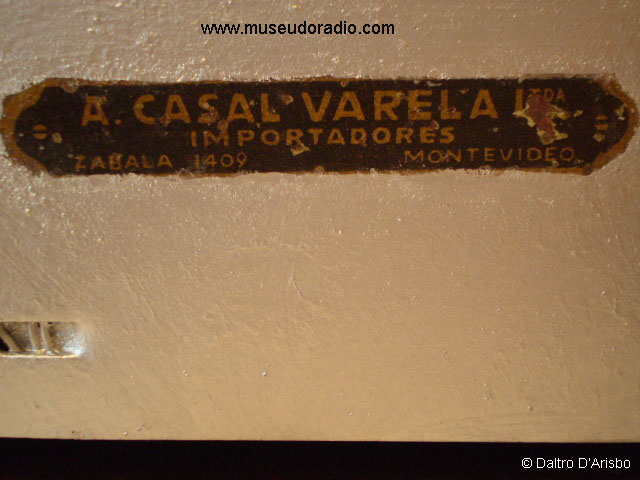 www.museudoradio.com
A. CASAL VARELA LTDA
IMPORTADORES
ZABALA 1409 MONTEVIDEO
© Daltro D'Arisbo